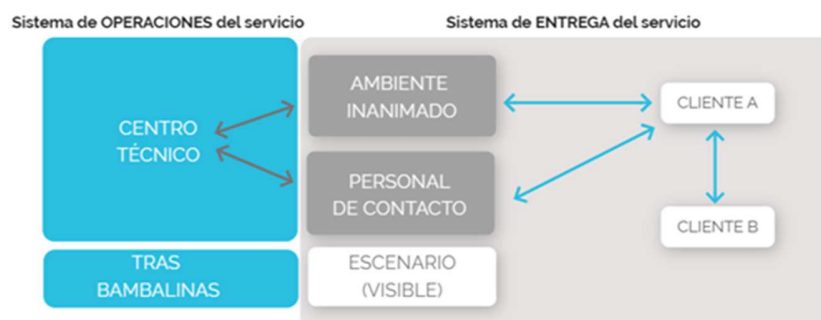 Sistema de OPERACIONES del servicio
Sistema de ENTREGA del servicio
CENTRO
TÉCNICO
AMBIENTE
INANIMADO
PERSONAL
DE CONTACTO
CLIENTE A
CLIENTE B
TRAS
BAMBALINAS
ESCENARIO
(VISIBLE)